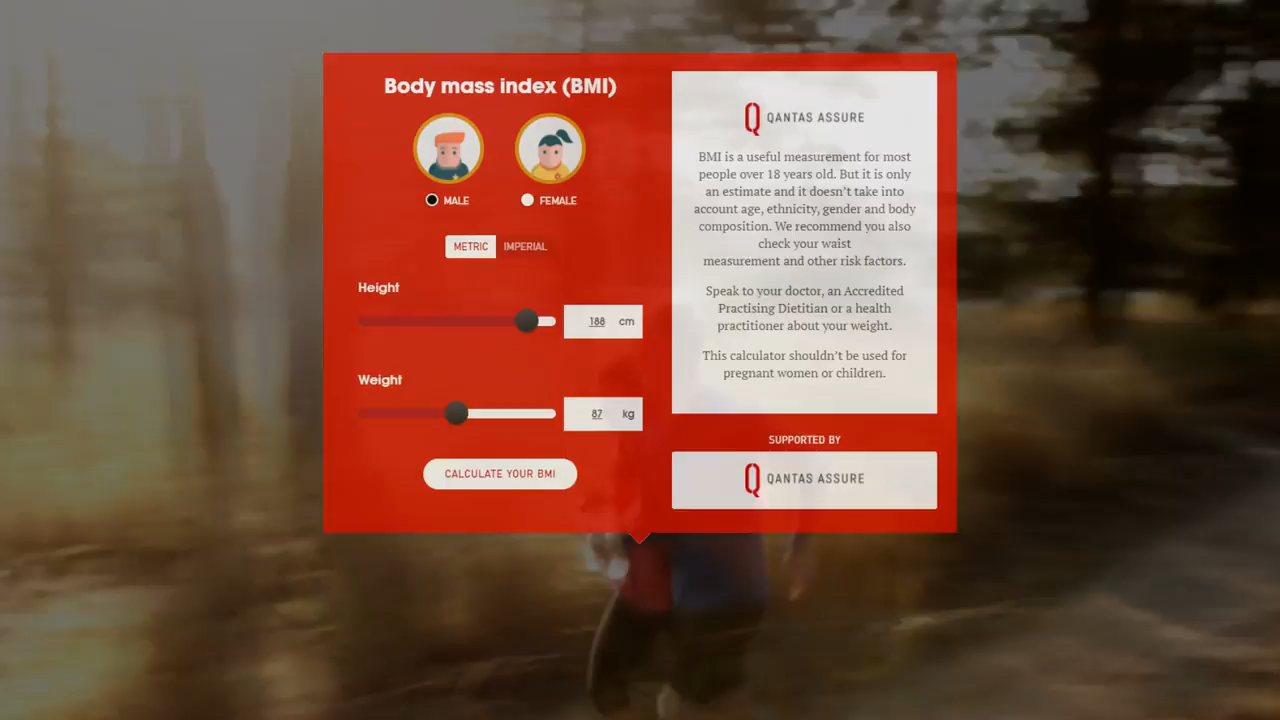 Body mass index (BMI)
MALE
FEMALE
METRIC
IMPERIAL
Height
188 cm
Weight
87 kg
CALCULATE YOUR BMI
QANTAS ASSURE
BMI is a useful measurement for most
people over 18 years old. But it is only
an estimate and it doesn't take into
account age, ethnicity, gender and body
composition. We recommend you also
check your waist
measurement and other risk factors.
Speak to your doctor, an Accredited
Practising Dietitian or a health
practitioner about your weight.
This calculator shouldn't be used for
pregnant women or children.
SUPPORTED BY
QANTAS ASSURE